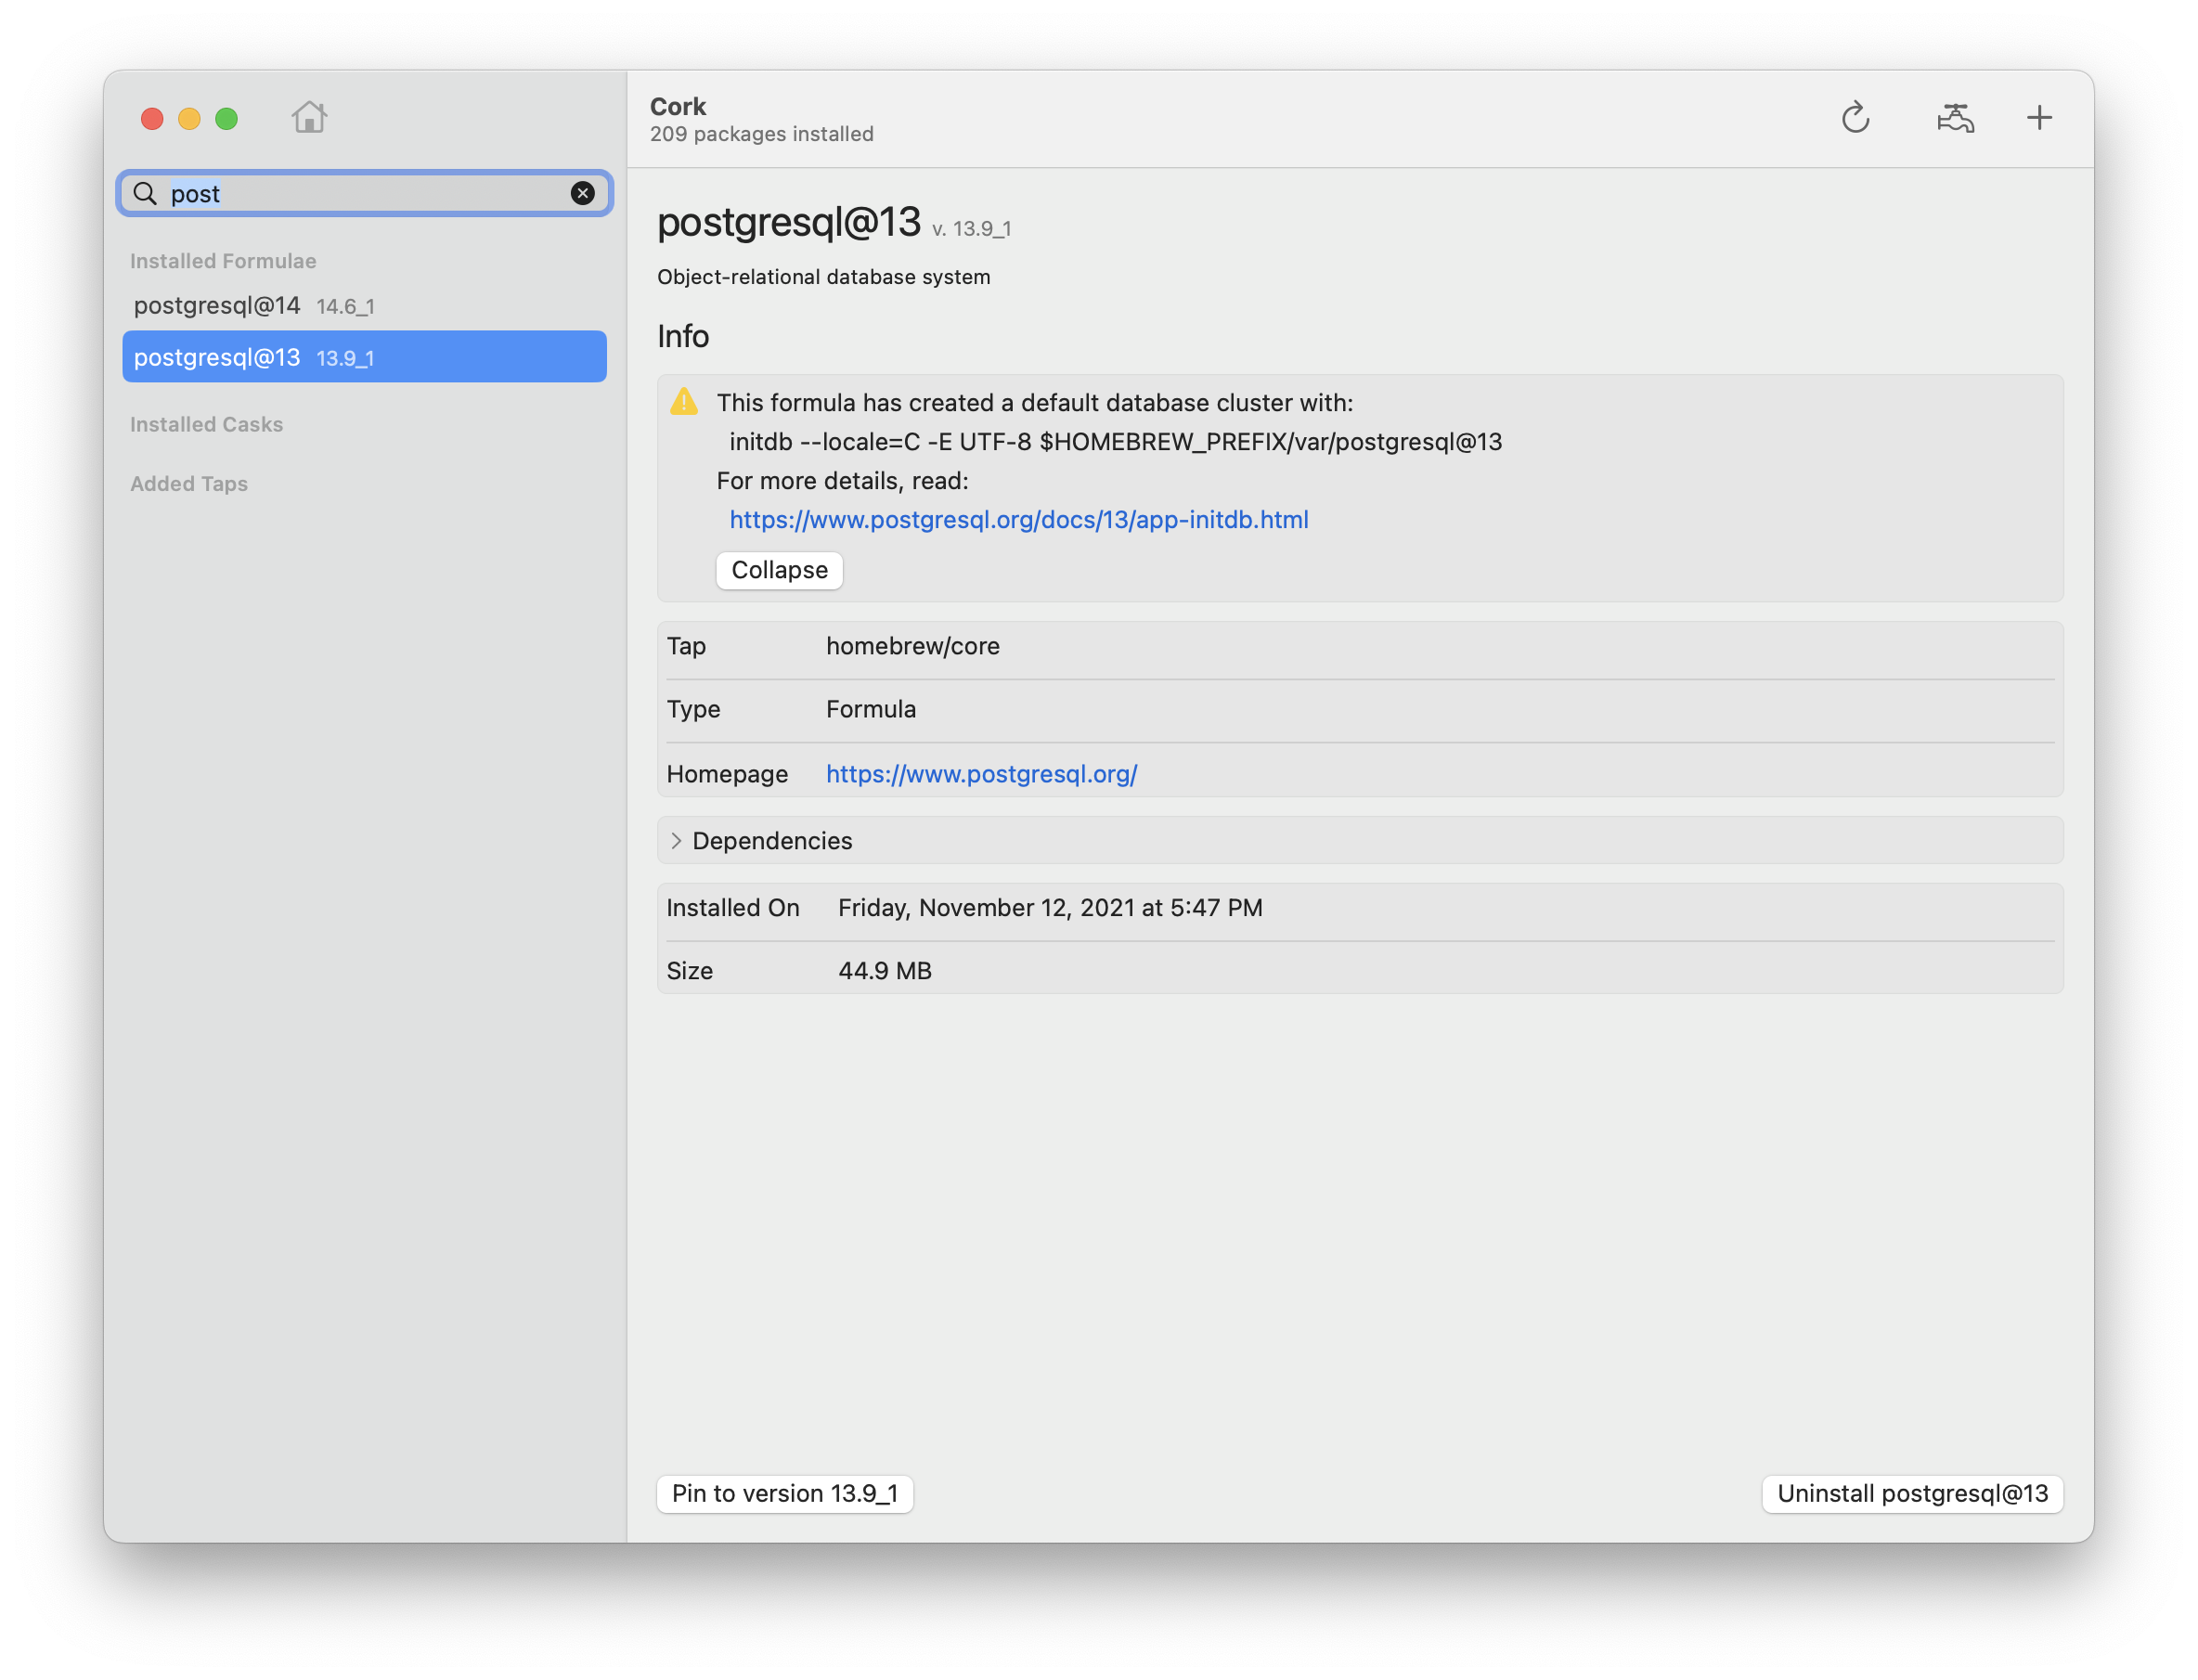 Cork
209 packages installed
post
Installed Formulae
postgresql@14 14.6_1
postgresql@13 13.9_1
Installed Casks
Added Taps
postgresql@13 v. 13.9_1
Object-relational database system
Info
This formula has created a default database cluster with:
initdb --locale=C -E UTF-8 $HOMEBREW_PREFIX/var/postgresql@13
For more details, read:
https://www.postgresql.org/docs/13/app-initdb.html
Collapse
Tap homebrew/core
Type Formula
Homepage https://www.postgresql.org/
Dependencies
Installed On Friday, November 12, 2021 at 5:47 PM
Size 44.9 MB
Pin to version 13.9_1
Uninstall postgresql@13